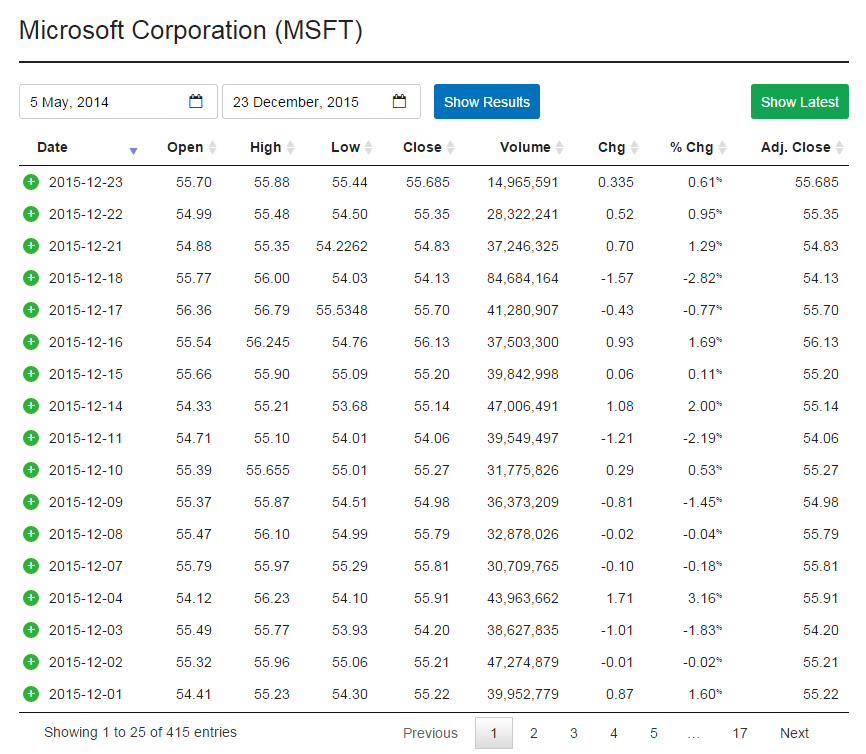 Microsoft Corporation (MSFT)
5 May, 2014 23 December, 2015 Show Results Show Latest
Date Open High Low Close Volume Chg % Chg Adj. Close
2015-12-23 55.70 55.88 55.44 55.685 14,965,591 0.335 0.61% 55.685
2015-12-22 54.99 55.48 54.50 55.35 28,322,241 0.52 0.95% 55.35
2015-12-21 54.88 55.35 54.2262 54.83 37,246,325 0.70 1.29% 54.83
2015-12-18 55.77 56.00 54.03 54.13 84,684,164 -1.57 -2.82% 54.13
2015-12-17 56.36 56.79 55.5348 55.70 41,280,907 -0.43 -0.77% 55.70
2015-12-16 55.54 56.245 54.76 56.13 37,503,300 0.93 1.69% 56.13
2015-12-15 55.66 55.90 55.09 55.20 39,842,998 0.06 0.11% 55.20
2015-12-14 54.33 55.21 53.68 55.14 47,006,491 1.08 2.00% 55.14
2015-12-11 54.71 55.10 54.01 54.06 39,549,497 -1.21 -2.19% 54.06
2015-12-10 55.39 55.655 55.01 55.27 31,775,826 0.29 0.53% 55.27
2015-12-09 55.37 55.87 54.51 54.98 36,373,209 -0.81 -1.45% 54.98
2015-12-08 55.47 56.10 54.99 55.79 32,878,026 -0.02 -0.04% 55.79
2015-12-07 55.79 55.97 55.29 55.81 30,709,765 -0.10 -0.18% 55.81
2015-12-04 54.12 56.23 54.10 55.91 43,963,662 1.71 3.16% 55.91
2015-12-03 55.49 55.77 53.93 54.20 38,627,835 -1.01 -1.83% 54.20
2015-12-02 55.32 55.96 55.06 55.21 47,274,879 -0.01 -0.02% 55.21
2015-12-01 54.41 55.23 54.30 55.22 39,952,779 0.87 1.60% 55.22
Showing 1 to 25 of 415 entries Previous 1 2 3 4 5 … 17 Next